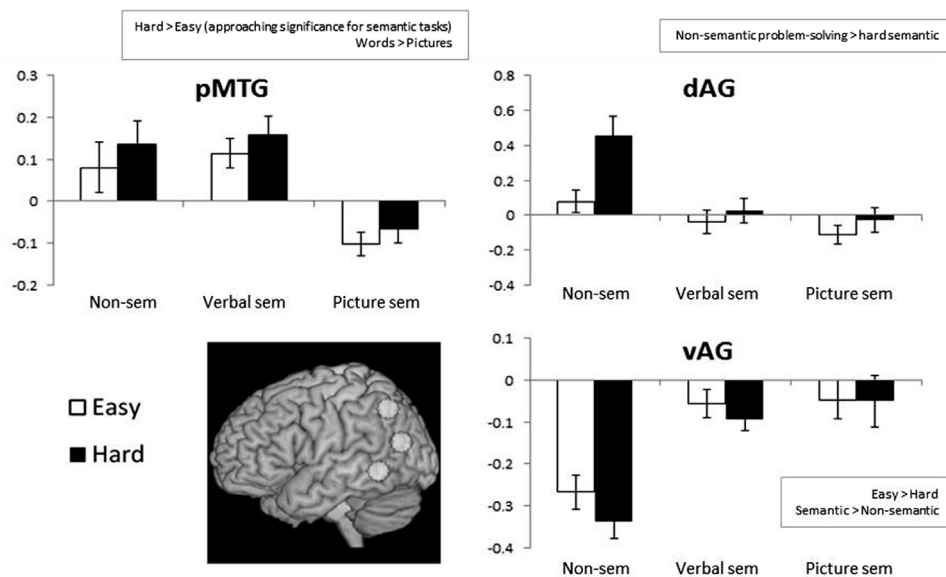 Hard > Easy (approaching significance for semantic tasks)
Words > Pictures
pMTG
0.3
0.2
0.1
0
-0.1
-0.2
Non-sem Verbal sem Picture sem
Non-semantic problem-solving > hard semantic
dAG
0.8
0.6
0.4
0.2
0
-0.2
-0.4
Non-sem Verbal sem Picture sem
Easy
Hard
vAG
0.1
0
-0.1
-0.2
-0.3
-0.4
Easy > Hard
Semantic > Non-semantic
Non-sem Verbal sem Picture sem